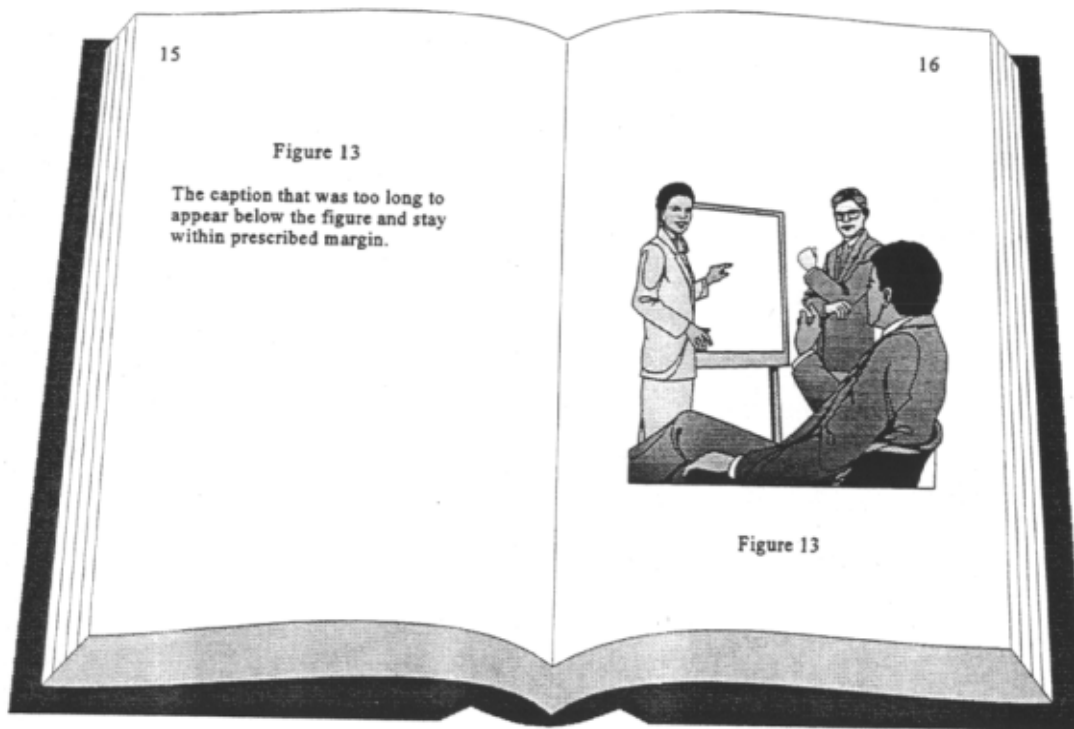 15
Figure 13
The caption that was too long to
appear below the figure and stay
within prescribed margin.
16
Figure 13